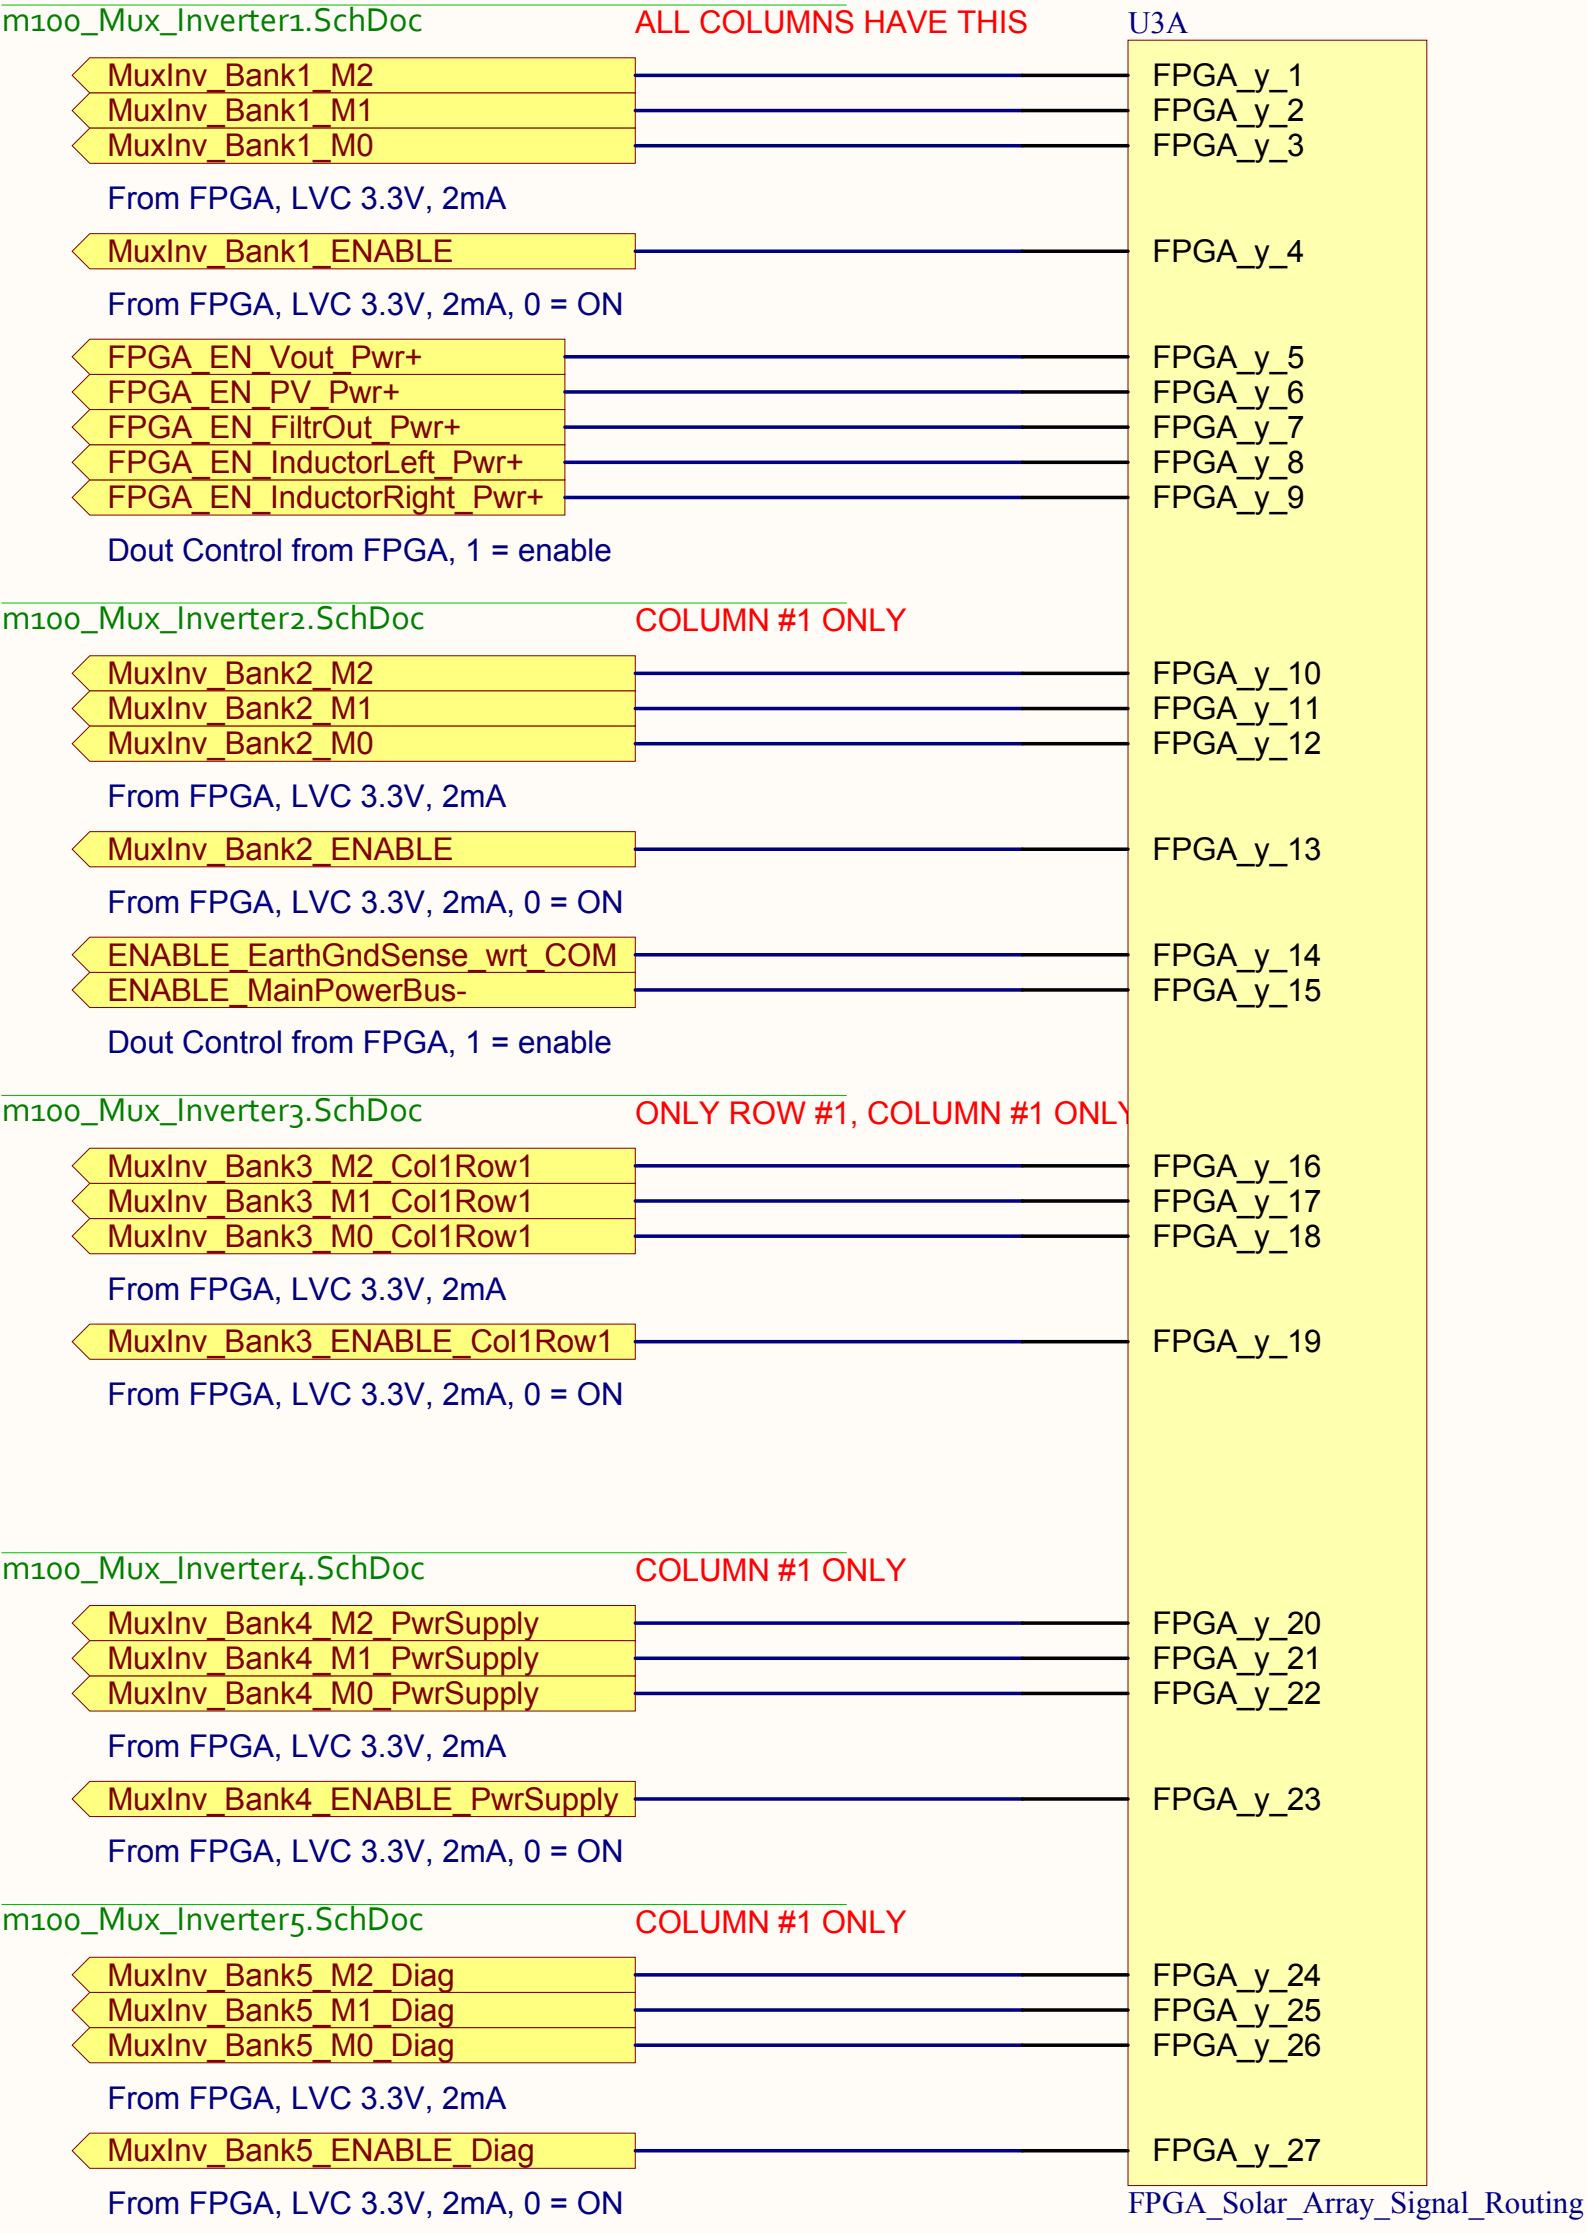 m100_Mux_Inverter1.SchDoc ALL COLUMNS HAVE THIS U3A
MuxInv_Bank1_M2 FPGA_y_1
MuxInv_Bank1_M1 FPGA_y_2
MuxInv_Bank1_M0 FPGA_y_3
From FPGA, LVC 3.3V, 2mA
MuxInv_Bank1_ENABLE FPGA_y_4
From FPGA, LVC 3.3V, 2mA, 0 = ON
FPGA_EN_Vout_Pwr+ FPGA_y_5
FPGA_EN_PV_Pwr+ FPGA_y_6
FPGA_EN_FiltrOut_Pwr+ FPGA_y_7
FPGA_EN_InductorLeft_Pwr+ FPGA_y_8
FPGA_EN_InductorRight_Pwr+ FPGA_y_9
Dout Control from FPGA, 1 = enable
m100_Mux_Inverter2.SchDoc COLUMN #1 ONLY
MuxInv_Bank2_M2 FPGA_y_10
MuxInv_Bank2_M1 FPGA_y_11
MuxInv_Bank2_M0 FPGA_y_12
From FPGA, LVC 3.3V, 2mA
MuxInv_Bank2_ENABLE FPGA_y_13
From FPGA, LVC 3.3V, 2mA, 0 = ON
ENABLE_EarthGndSense_wrt_COM FPGA_y_14
ENABLE_MainPowerBus- FPGA_y_15
Dout Control from FPGA, 1 = enable
m100_Mux_Inverter3.SchDoc ONLY ROW #1, COLUMN #1 ONLY
MuxInv_Bank3_M2_Col1Row1 FPGA_y_16
MuxInv_Bank3_M1_Col1Row1 FPGA_y_17
MuxInv_Bank3_M0_Col1Row1 FPGA_y_18
From FPGA, LVC 3.3V, 2mA
MuxInv_Bank3_ENABLE_Col1Row1 FPGA_y_19
From FPGA, LVC 3.3V, 2mA, 0 = ON
m100_Mux_Inverter4.SchDoc COLUMN #1 ONLY
MuxInv_Bank4_M2_PwrSupply FPGA_y_20
MuxInv_Bank4_M1_PwrSupply FPGA_y_21
MuxInv_Bank4_M0_PwrSupply FPGA_y_22
From FPGA, LVC 3.3V, 2mA
MuxInv_Bank4_ENABLE_PwrSupply FPGA_y_23
From FPGA, LVC 3.3V, 2mA, 0 = ON
m100_Mux_Inverter5.SchDoc COLUMN #1 ONLY
MuxInv_Bank5_M2_Diag FPGA_y_24
MuxInv_Bank5_M1_Diag FPGA_y_25
MuxInv_Bank5_M0_Diag FPGA_y_26
From FPGA, LVC 3.3V, 2mA
MuxInv_Bank5_ENABLE_Diag FPGA_y_27
From FPGA, LVC 3.3V, 2mA, 0 = ON FPGA_Solar_Array_Signal_Routing